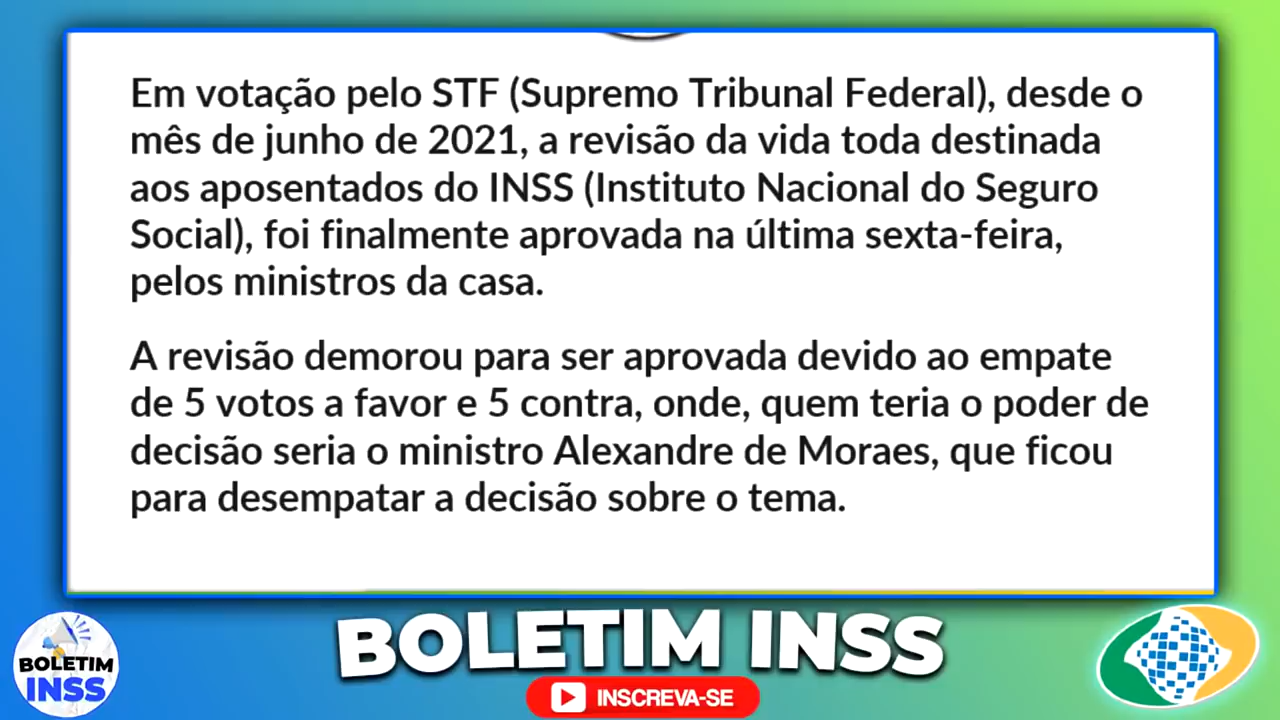 Em votação pelo STF (Supremo Tribunal Federal), desde o
mês de junho de 2021, a revisão da vida toda destinada
aos aposentados do INSS (Instituto Nacional do Seguro
Social), foi finalmente aprovada na última sexta-feira,
pelos ministros da casa.
A revisão demorou para ser aprovada devido ao empate
de 5 votos a favor e 5 contra, onde, quem teria o poder de
decisão seria o ministro Alexandre de Moraes, que ficou
para desempatar a decisão sobre o tema.
BOLETIM INSS
INSCREVA-SE
BOLETIM
INSS